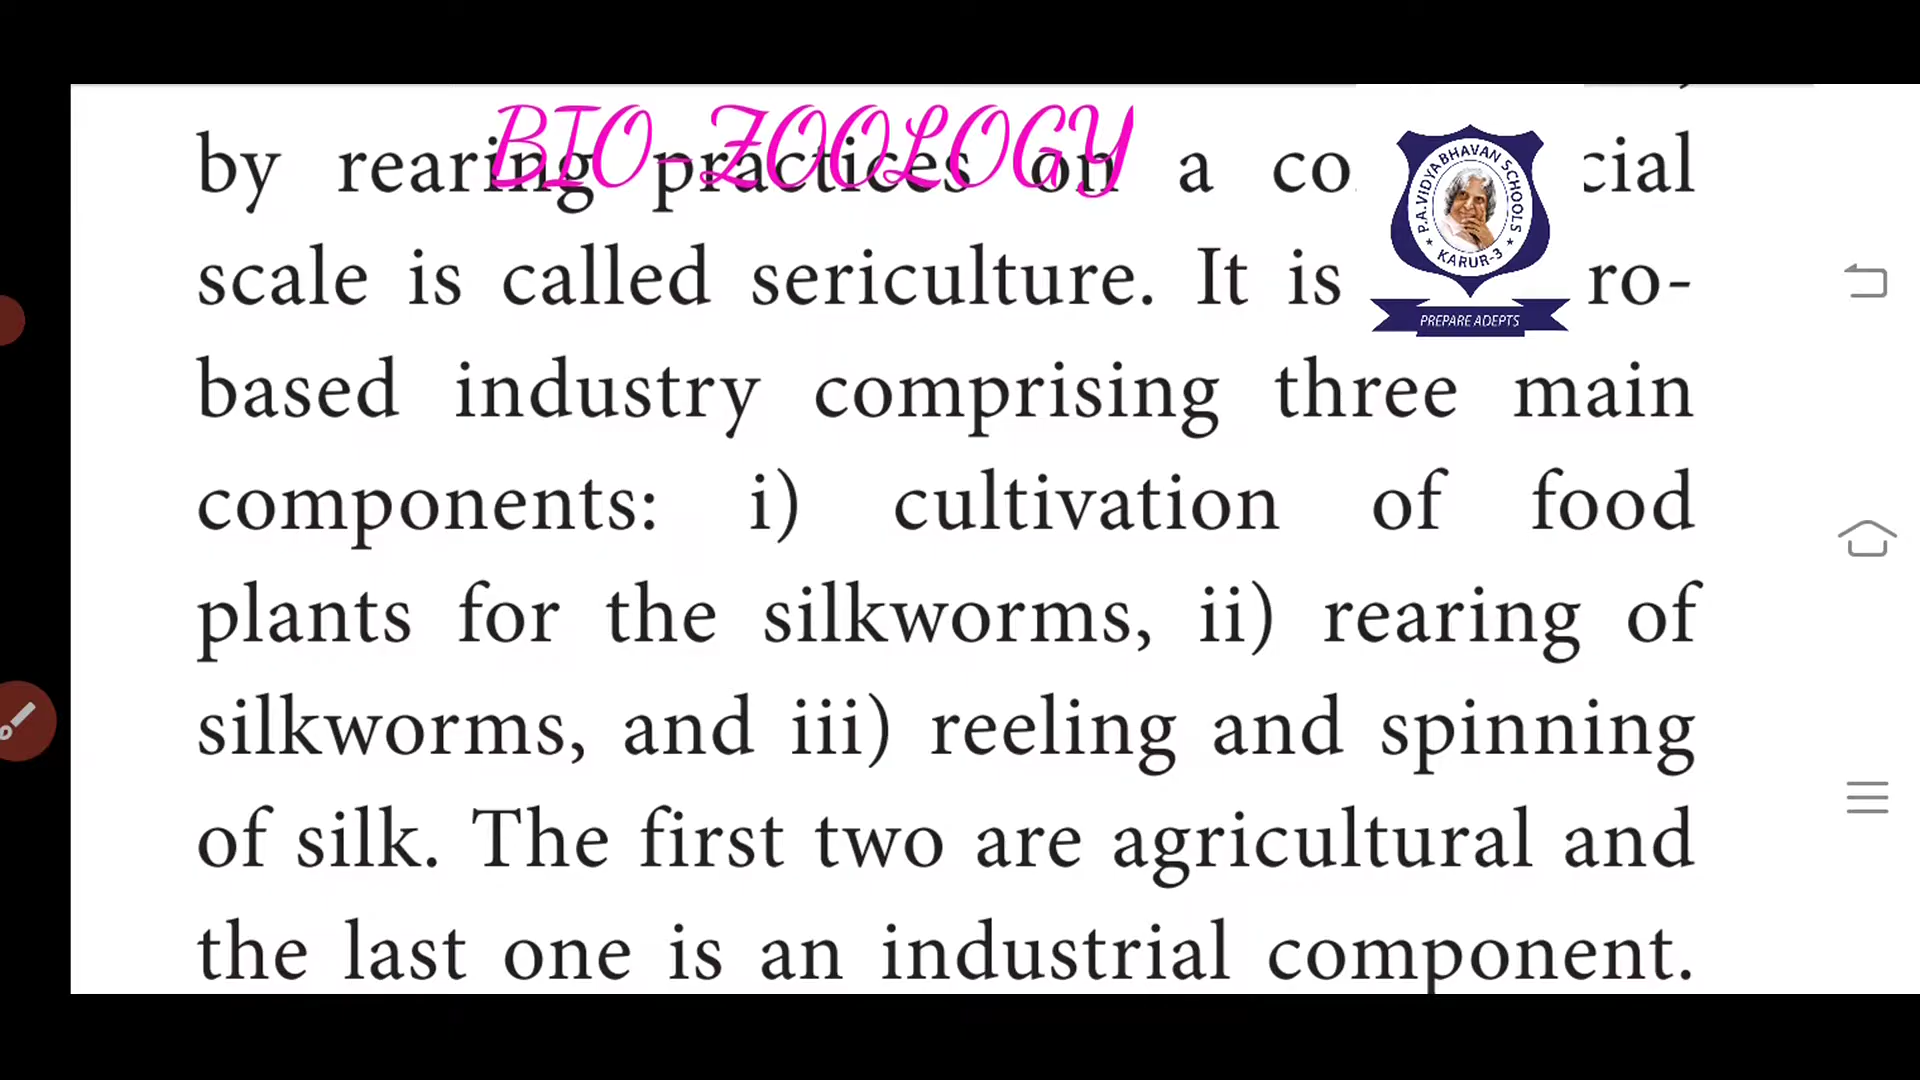 BIO-ZOOLOGY
by rearing practices on a co cial
scale is called sericulture. It is ro-
based industry comprising three main
components: i) cultivation of food
plants for the silkworms, ii) rearing of
silkworms, and iii) reeling and spinning
of silk. The first two are agricultural and
the last one is an industrial component.
P.A.VIDYABHAVAN SCHOOLS
KARUR-3
PREPARE ADEPTS